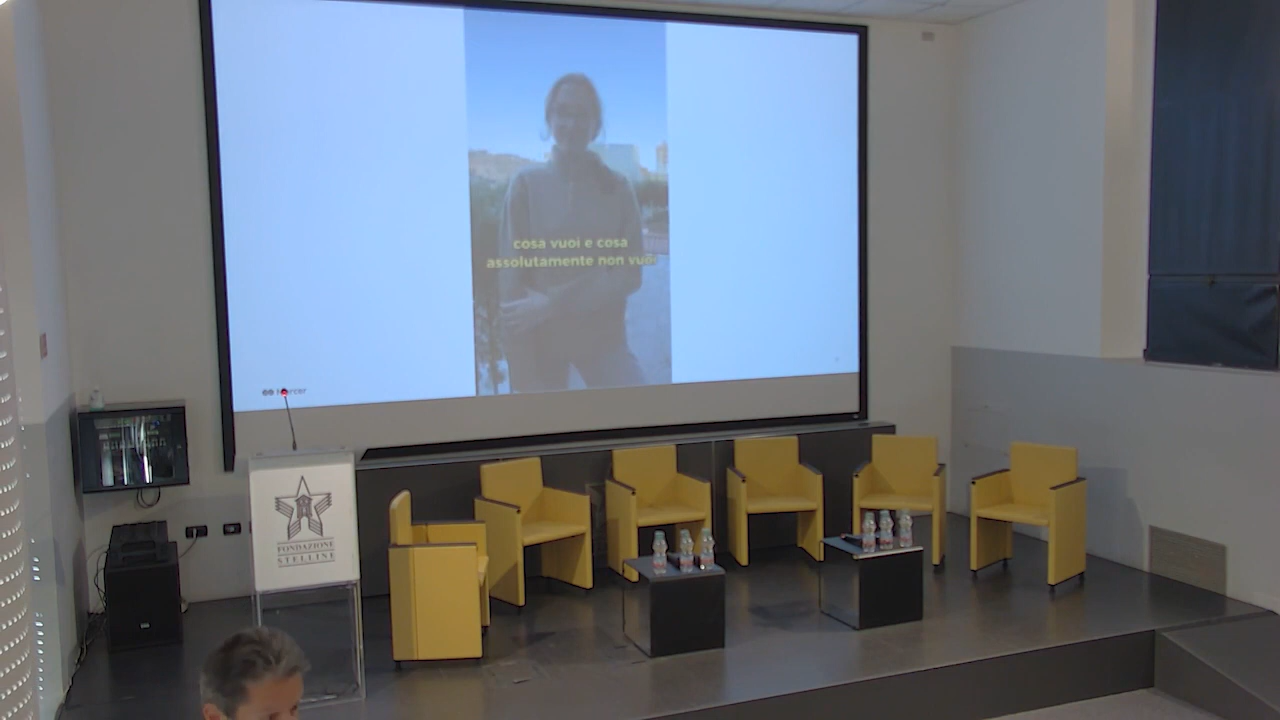 cosa vuoi e cosa
assolutamente non vuoi
FONDAZIONE
STELLINE